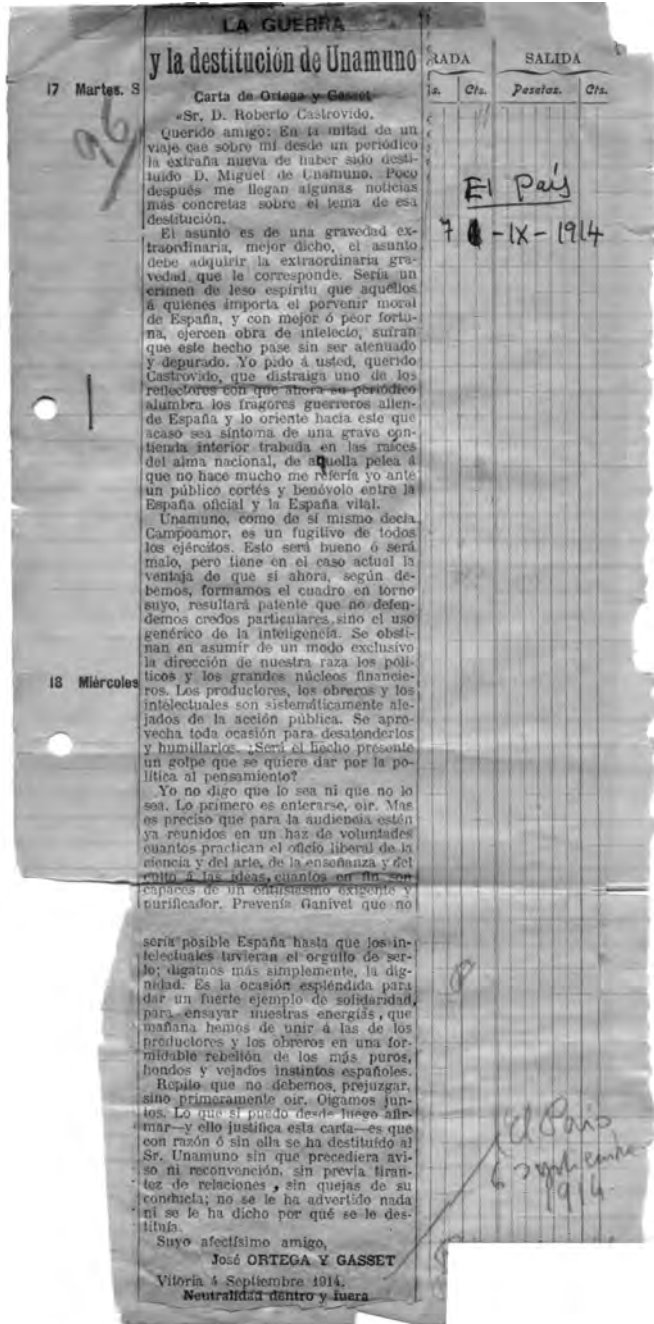 LA GUERRA
y la destitución de Unamuno
Carta de Ortega y Gasset
«Sr. D. Roberto Castrovido.
Querido amigo: En la mitad de un
viaje cae sobre mí desde un periódico
la extraña nueva de haber sido desti-
tuído D. Miguel de Unamuno. Poco
después me llegan algunas noticias
más concretas sobre el tema de esa
destitución.
El asunto es de una gravedad ex-
traordinaria, mejor dicho, el asunto
debe adquirir la extraordinaria gra-
vedad que le corresponde. Sería un
crimen de leso espíritu que aquellos
á quienes importa el porvenir moral
de España, y con mejor ó peor fortu-
na, ejercen obra de intelecto, sufran
que este hecho pase sin ser atenuado
y depurado. Yo pido á usted, querido
Castrovido, que distraiga uno de los
reflectores con que ahora su periódico
alumbra los fragores guerreros allen-
de España y lo oriente hacia este que
acaso sea síntoma de una grave con-
tienda interior trabada en las raíces
del alma nacional, de aquella pelea á
que no hace mucho me refería yo ante
un público cortés y benévolo entre la
España oficial y la España vital.
Unamuno, como de sí mismo decía
Campoamor, es un fugitivo de todos
los ejércitos. Esto será bueno ó será
malo, pero tiene en el caso actual la
ventaja de que si ahora, según de-
bemos, formamos el cuadro en torno
suyo, resultará patente que no defen-
demos credos particulares, sino el uso
genérico de la inteligencia. Se obsti-
nan en asumir de un modo exclusivo
la dirección de nuestra raza los polí-
ticos y los grandes núcleos financie-
ros. Los productores, los obreros y los
intelectuales son sistemáticamente ale-
jados de la acción pública. Se apro-
vecha toda ocasión para desatenderlos
y humillarlos. ¿Será el hecho presente
un golpe que se quiere dar por la po-
lítica al pensamiento?
Yo no digo que lo sea ni que no lo
sea. Lo primero es enterarse, oir. Mas
es preciso que para la audiencia estén
ya reunidos en un haz de voluntades
cuantos practican el oficio liberal de la
ciencia y del arte, de la enseñanza y del
culto á las ideas, cuantos en fin son
capaces de un entusiasmo exigente y
purificador. Prevenía Ganivet que no
sería posible España hasta que los in-
telectuales tuvieran el orgullo de ser-
lo; digamos más simplemente, la dig-
nidad. Es la ocasión espléndida para
dar un fuerte ejemplo de solidaridad,
para ensayar nuestras energías, que
mañana hemos de unir á las de los
productores y los obreros en una for-
midable rebelión de los más puros,
hondos y vejados instintos españoles.
Repito que no debemos, prejuzgar,
sino primeramente oir. Oigamos jun-
tos. Lo que sí puedo desde luego afir-
mar—y ello justifica esta carta—es que
con razón ó sin ella se ha destituído al
Sr. Unamuno sin que precediera avi-
so ni reconvención, sin previa tiran-
tez de relaciones, sin quejas de su
conducta; no se le ha advertido nada
ni se le ha dicho por qué se le des-
tituía.
Suyo afectísimo amigo,
José ORTEGA Y GASSET
Vitoria 4 Septiembre 1914.
Neutralidad dentro y fuera
17 Martes. S
96
18 Miércoles
RADA SALIDA
s. Cts. Pesetas. Cts.
El País
7 -IX-1914
El País
6 septiembre
1914